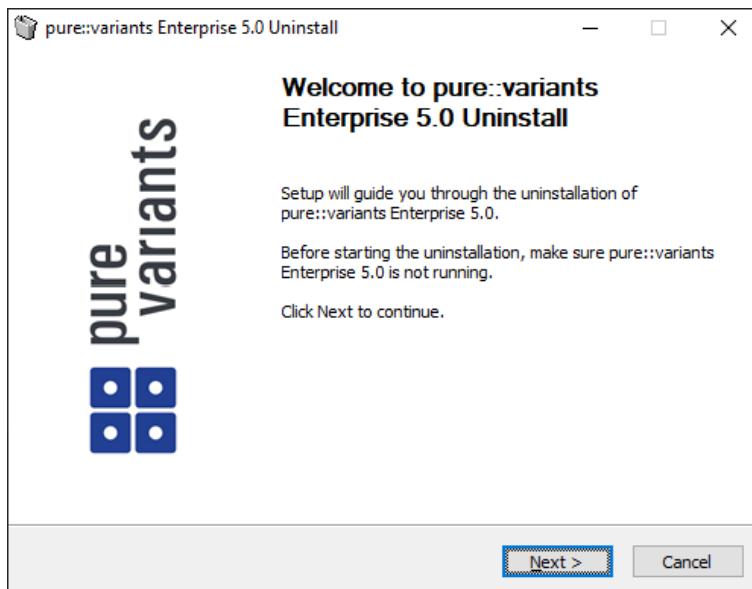 pure::variants Enterprise 5.0 Uninstall
Welcome to pure::variants
Enterprise 5.0 Uninstall
pure
variants
Setup will guide you through the uninstallation of
pure::variants Enterprise 5.0.
Before starting the uninstallation, make sure pure::variants
Enterprise 5.0 is not running.
Click Next to continue.
Next >
Cancel